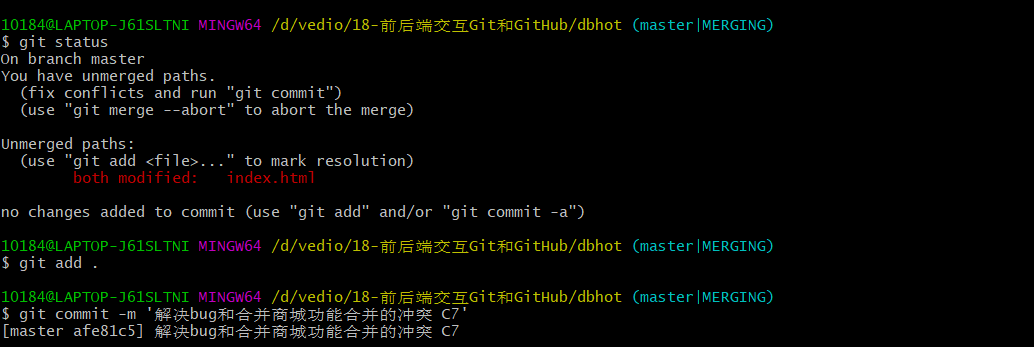 10184@LAPTOP-J61SLTNI MINGW64 /d/vedio/18-前后端交互Git和GitHub/dbhot (master|MERGING)
$ git status
On branch master
You have unmerged paths.
  (fix conflicts and run "git commit")
  (use "git merge --abort" to abort the merge)
Unmerged paths:
  (use "git add <file>..." to mark resolution)
        both modified:   index.html
no changes added to commit (use "git add" and/or "git commit -a")
10184@LAPTOP-J61SLTNI MINGW64 /d/vedio/18-前后端交互Git和GitHub/dbhot (master|MERGING)
$ git add .
10184@LAPTOP-J61SLTNI MINGW64 /d/vedio/18-前后端交互Git和GitHub/dbhot (master|MERGING)
$ git commit -m '解决bug和合并商城功能合并的冲突 C7'
[master afe81c5] 解决bug和合并商城功能合并的冲突 C7